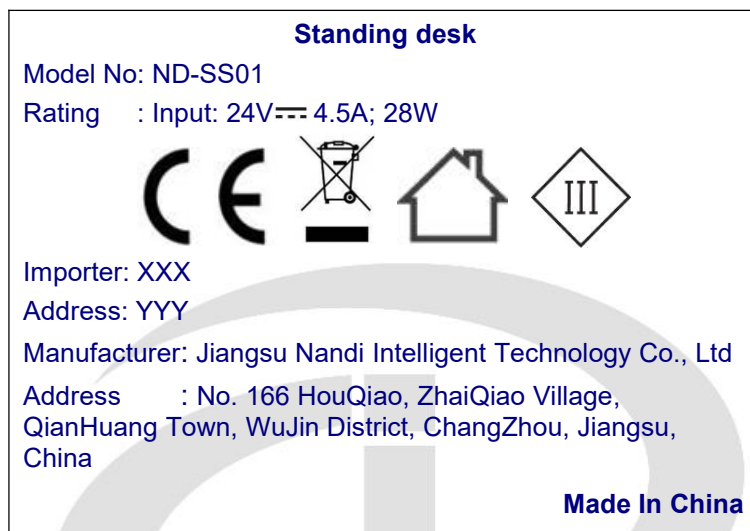 Standing desk
Model No: ND-SS01
Rating : Input: 24V⎓ 4.5A; 28W
CE
III
Importer: XXX
Address: YYY
Manufacturer: Jiangsu Nandi Intelligent Technology Co., Ltd
Address : No. 166 HouQiao, ZhaiQiao Village,
QianHuang Town, WuJin District, ChangZhou, Jiangsu,
China
Made In China